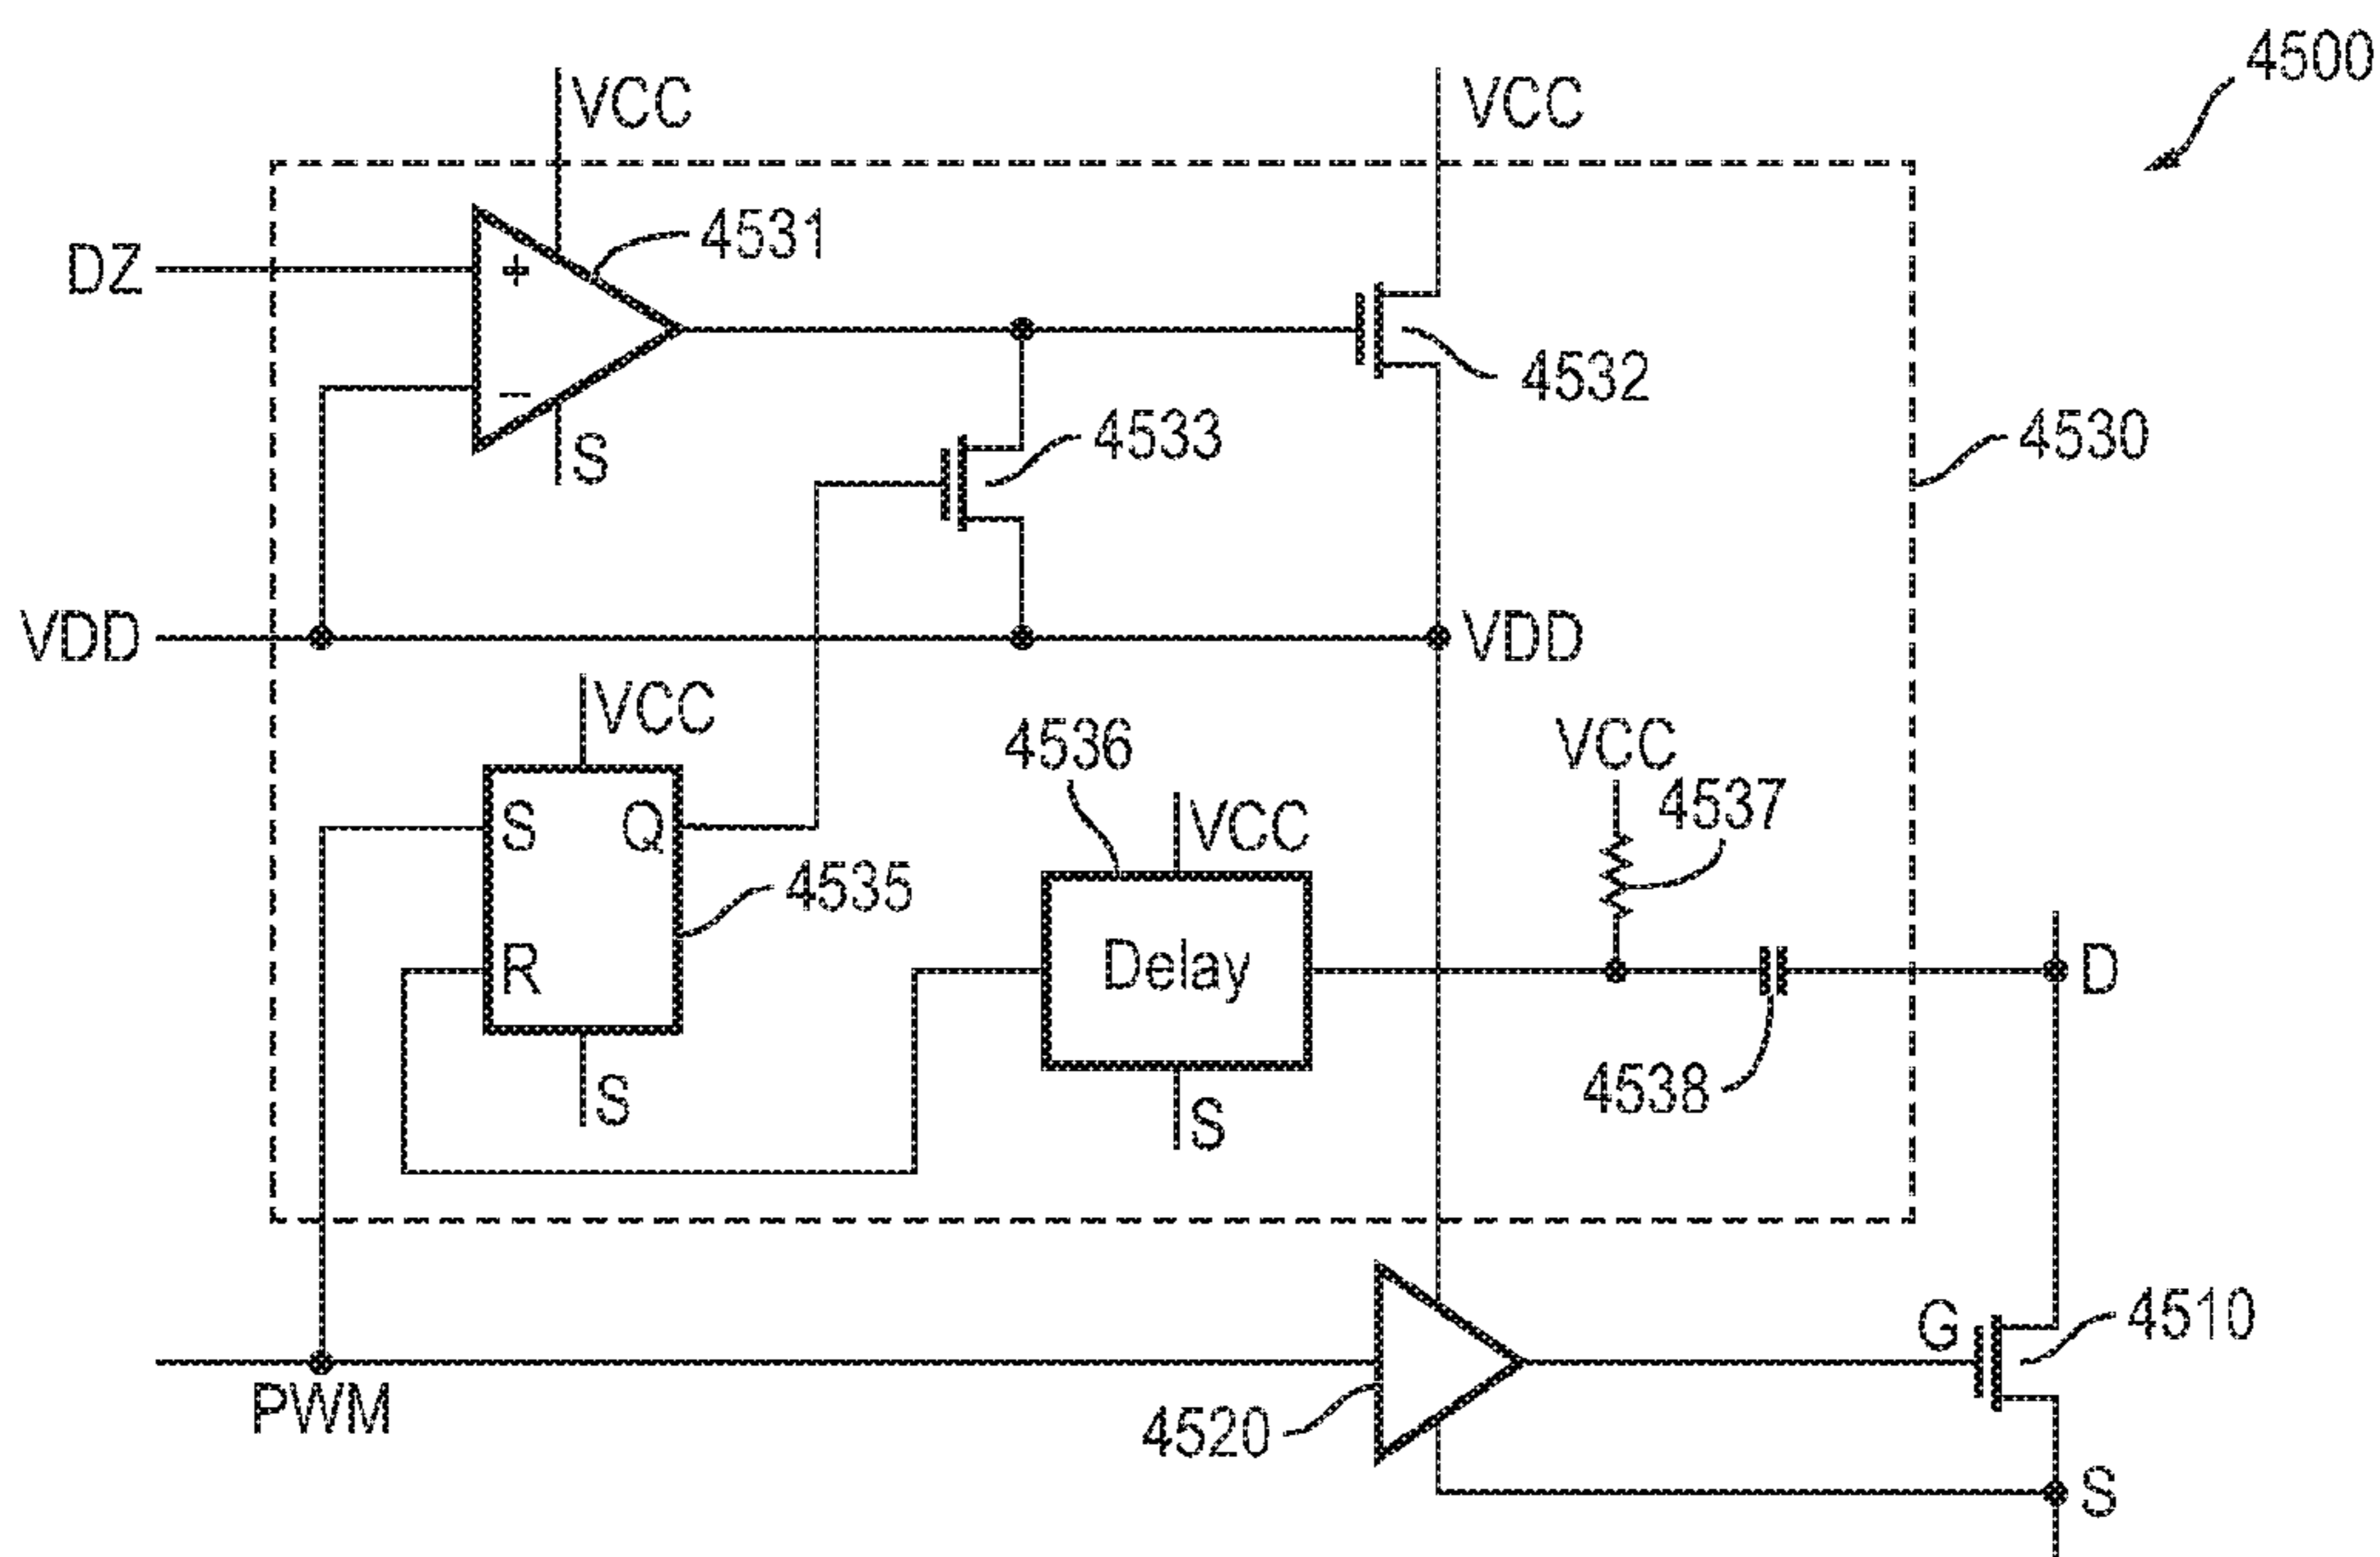 4500
VCC
VCC
4531
DZ
+
4532
−
4533
4530
S
VDD
VDD
VCC
4536
VCC
4537
VCC
S
Q
4535
R
Delay
D
4538
S
S
4510
G
PWM
4520
S